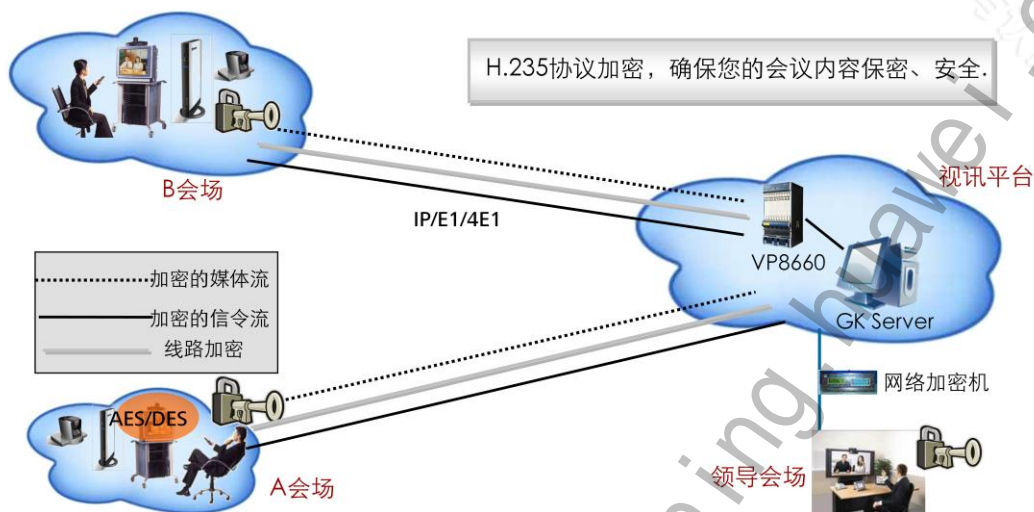 H.235协议加密，确保您的会议内容保密、安全.
B会场
视讯平台
IP/E1/4E1
VP8660
加密的媒体流
加密的信令流
线路加密
GK Server
网络加密机
AES/DES
A会场
领导会场